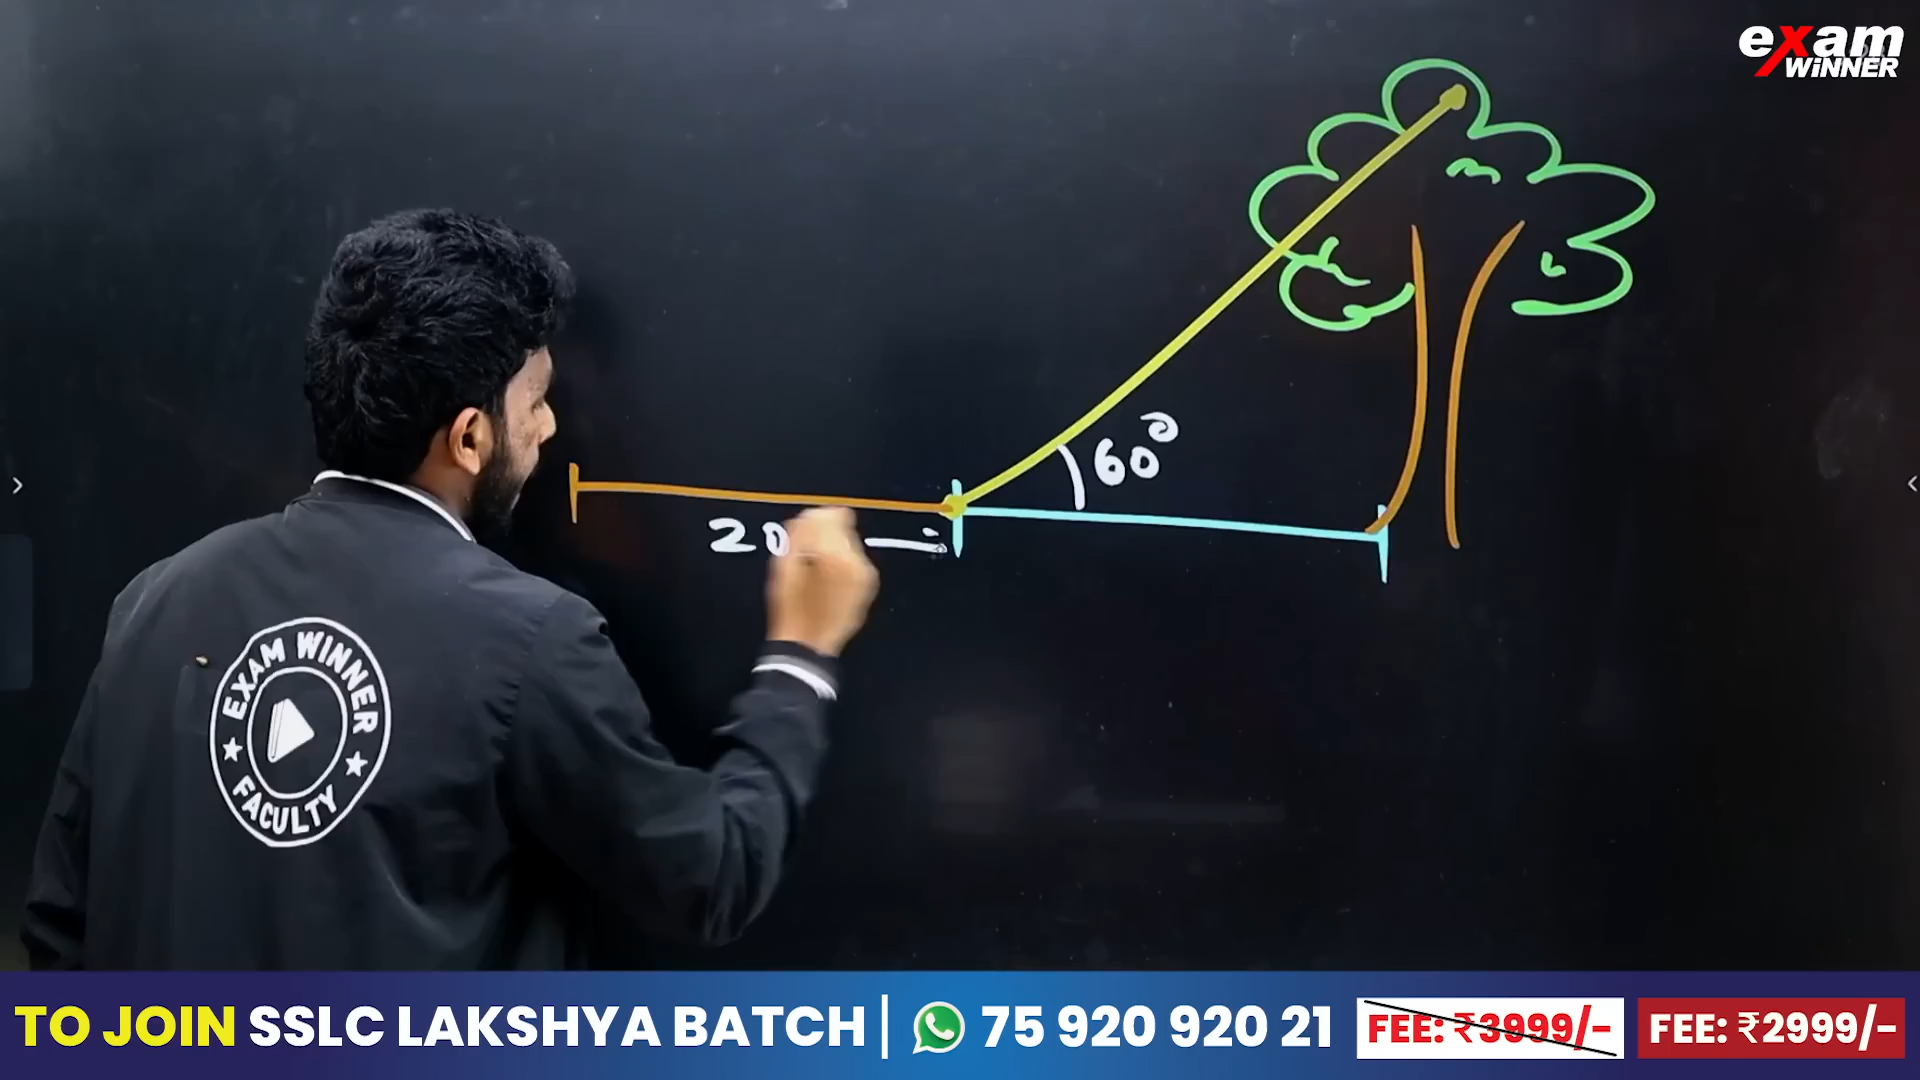 exam
WiNNER
60°
20
EXAM WINNER
FACULTY
TO JOIN SSLC LAKSHYA BATCH | 75 920 920 21 FEE: ₹3999/- FEE: ₹2999/-